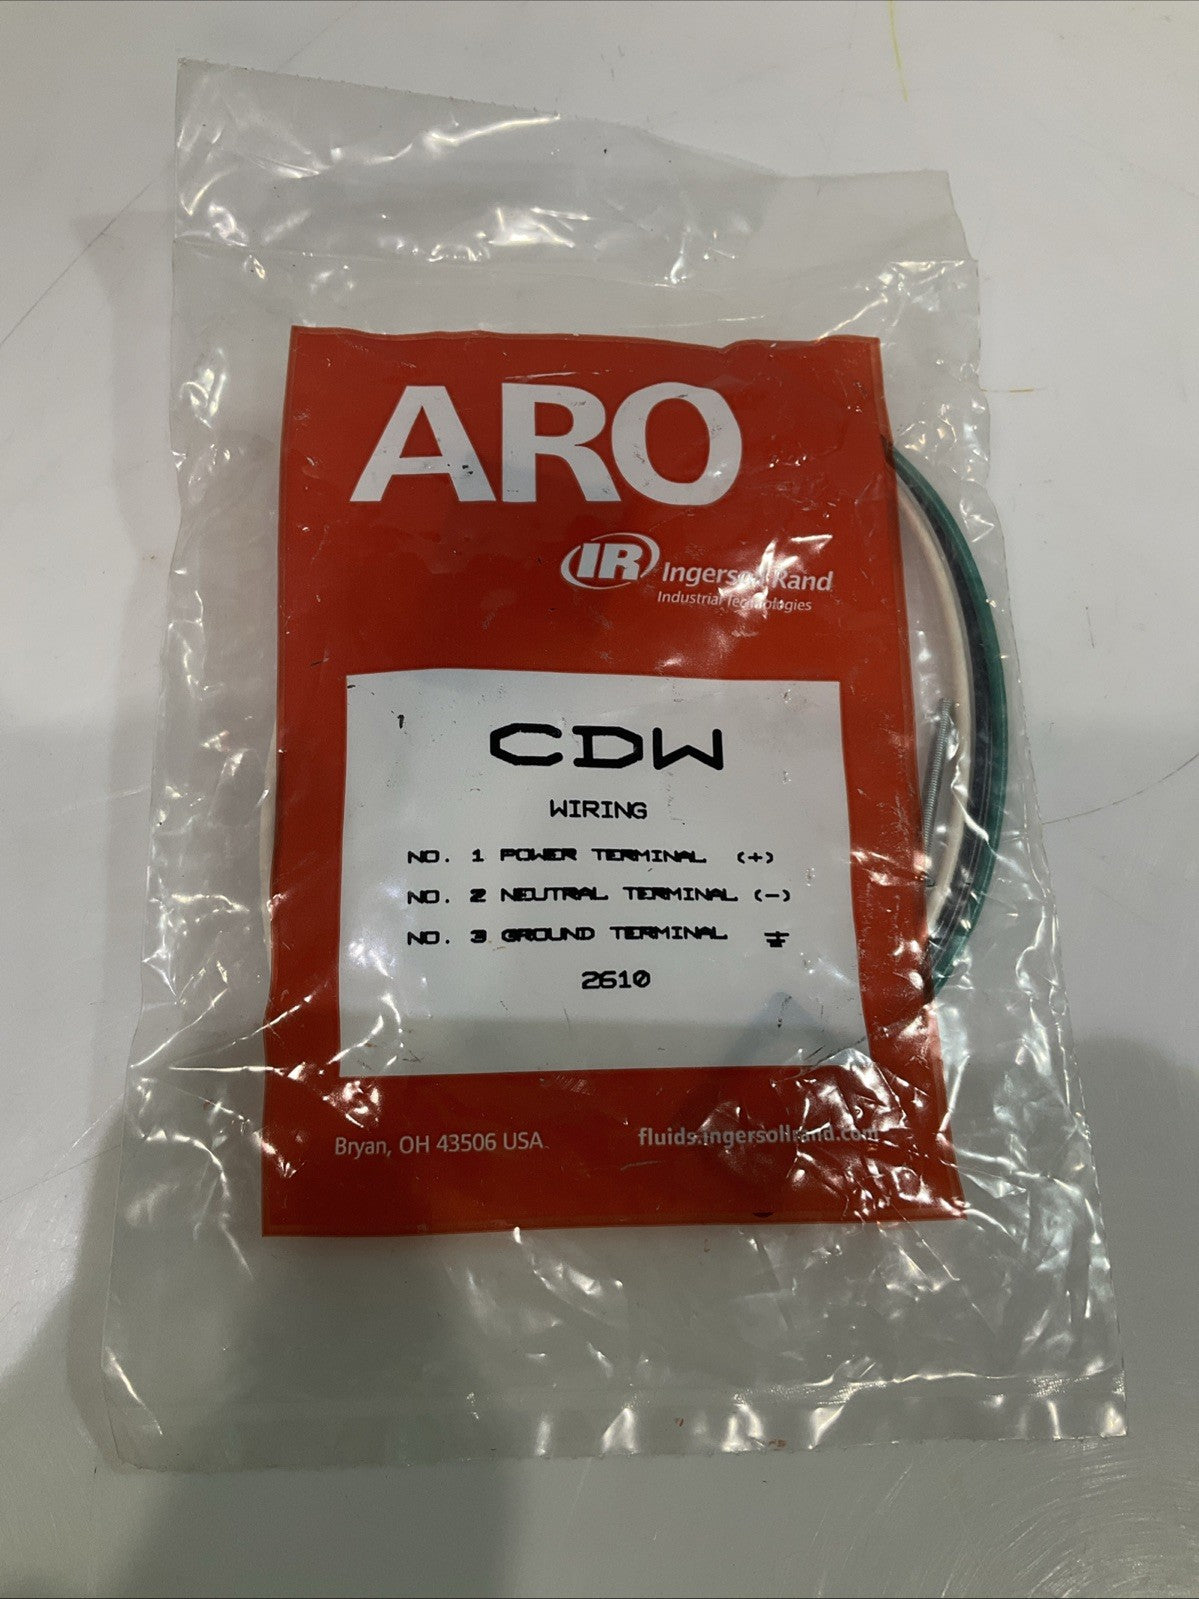 ARO
IR Ingersoll Rand
Industrial Technologies
CDW
WIRING
NO. 1 POWER TERMINAL (+)
NO. 2 NEUTRAL TERMINAL (-)
NO. 3 GROUND TERMINAL ⏚
2610
Bryan, OH 43506 USA
fluids.ingersollrand.com